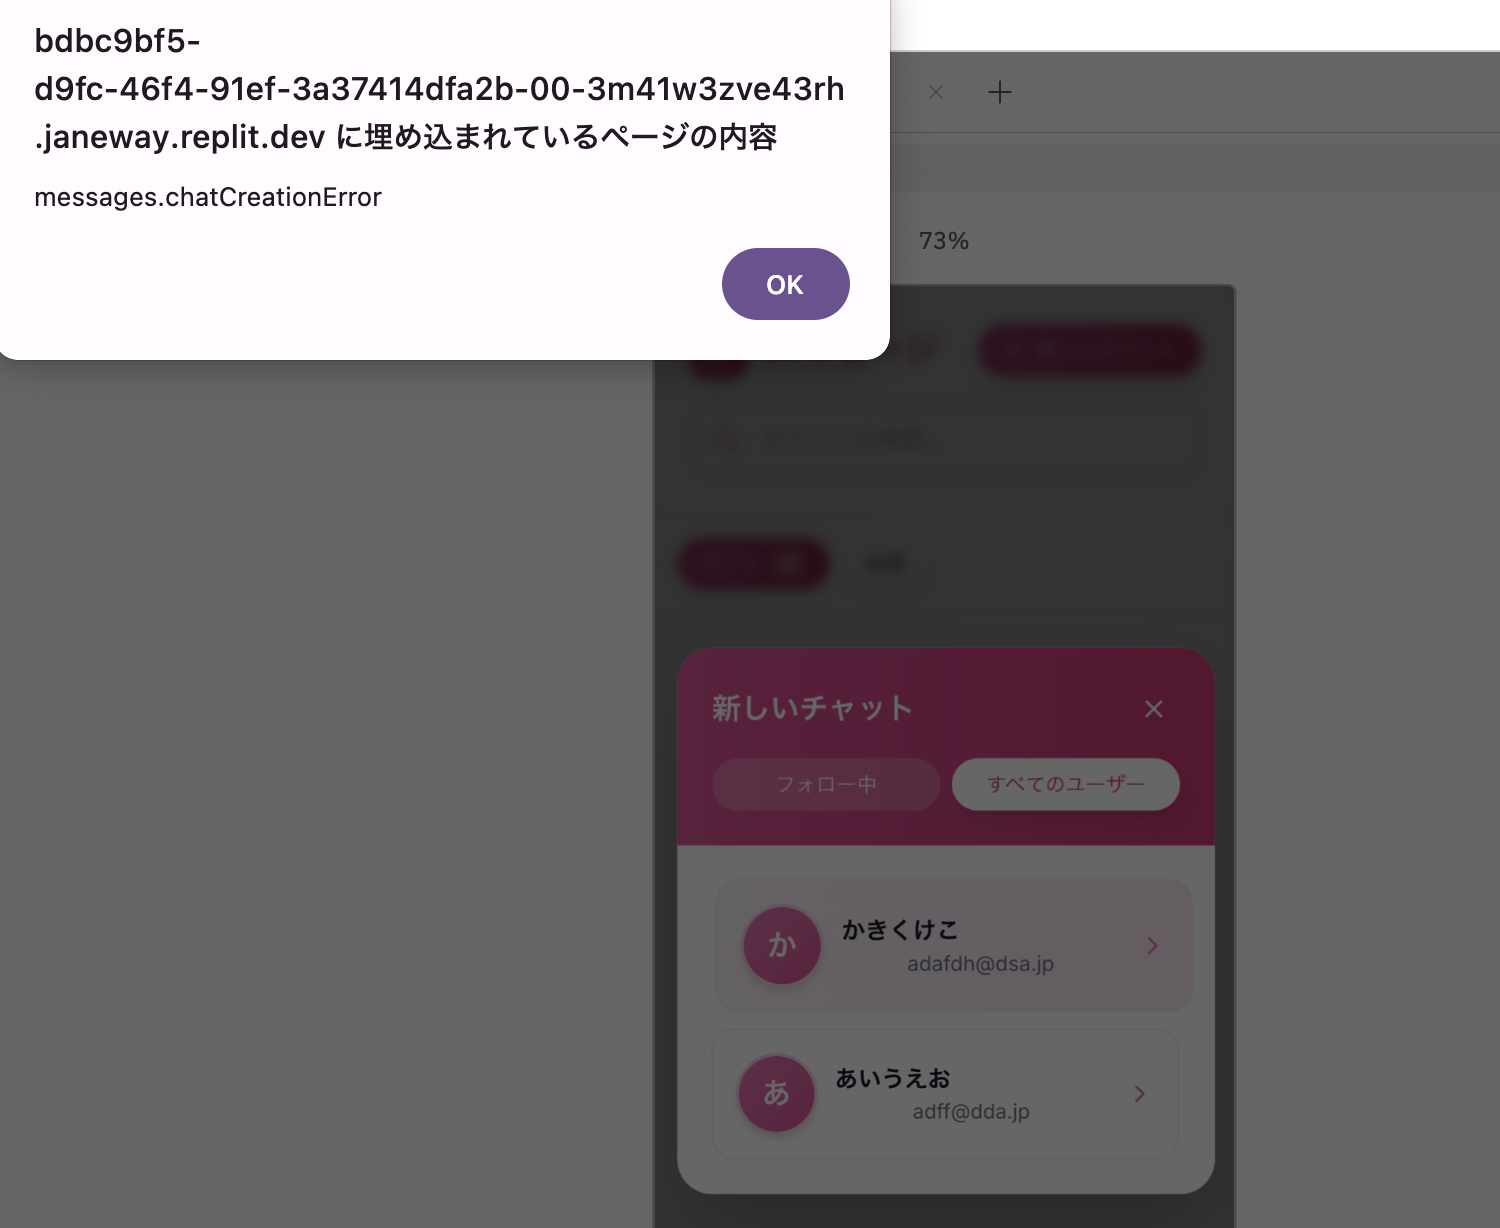 bdbc9bf5-
d9fc-46f4-91ef-3a37414dfa2b-00-3m41w3zve43rh
.janeway.replit.dev に埋め込まれているページの内容
messages.chatCreationError
OK
73%
新しいチャット
フォロー中
すべてのユーザー
か
かきくけこ
adafdh@dsa.jp
あ
あいうえお
adff@dda.jp